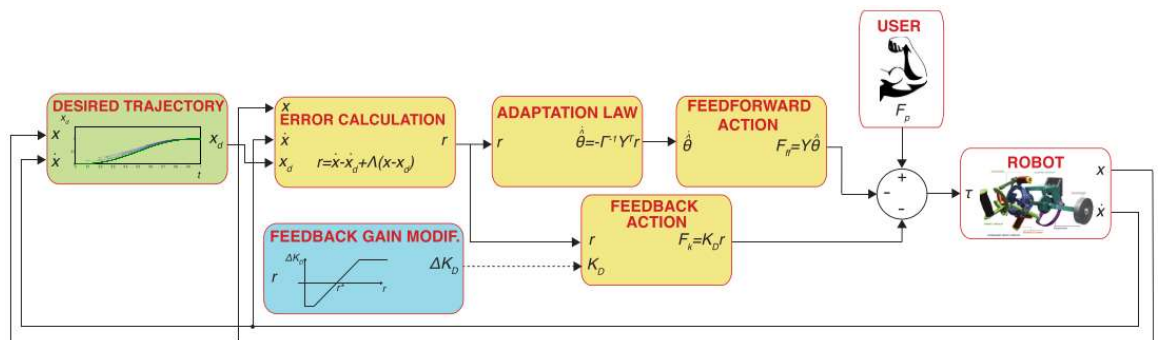 USER
F_p
DESIRED TRAJECTORY
x_d
x
ẋ
x_d
t
x
ERROR CALCULATION
ẋ
r
x_d
r=ẋ-ẋ_d+Λ(x-x_d)
ADAPTATION LAW
r
θ̂̇=-Γ⁻¹Yᵀr
FEEDFORWARD
ACTION
θ̂̇
F_ff=Yθ̂
+
-
-
ROBOT
τ
x
ẋ
FEEDBACK
ACTION
r
F_k=K_D r
K_D
FEEDBACK GAIN MODIF.
ΔK_D
r
r*
r
ΔK_D